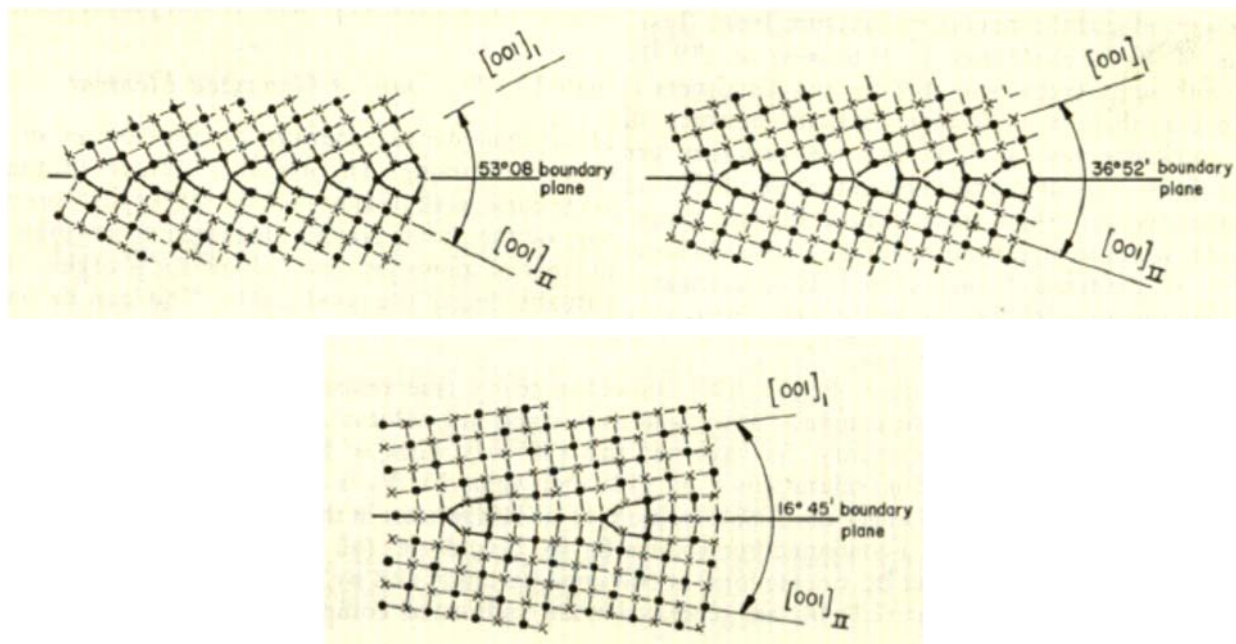 [001]I
53°08 boundary
plane
[001]II
[001]I
36°52' boundary
plane
[001]II
[001]I
16° 45' boundary
plane
[001]II